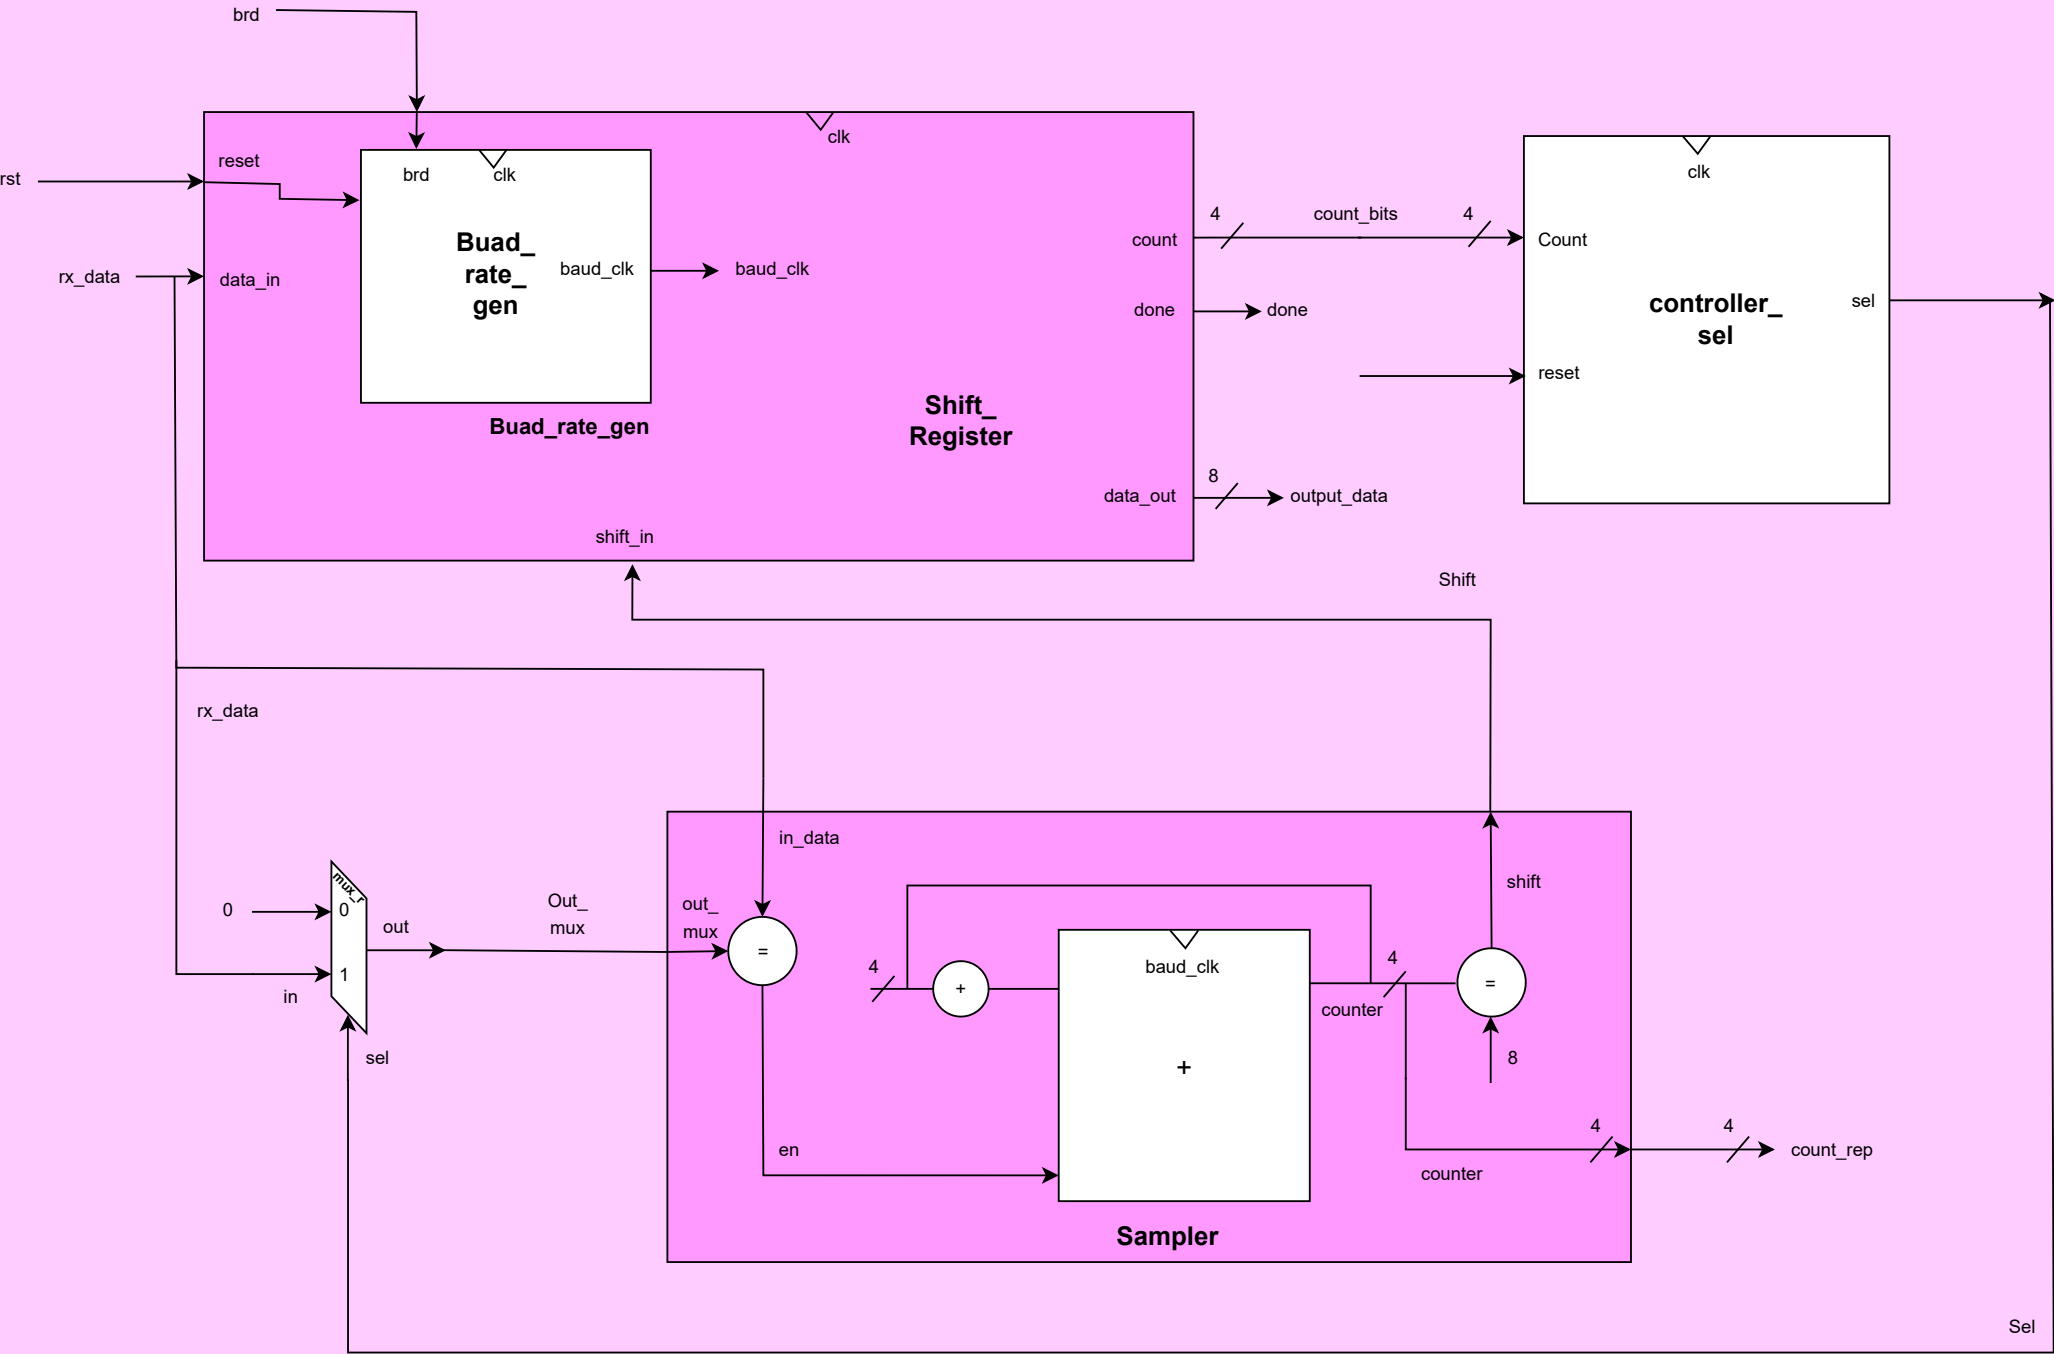 brd
clk
rst
reset
brd
clk
clk
4
count_bits
4
Buad_
rate_
gen
baud_clk
baud_clk
count
Count
rx_data
data_in
done
done
controller_
sel
sel
reset
Buad_rate_gen
Shift_
Register
data_out
8
output_data
shift_in
Shift
rx_data
in_data
mux_r
0
0
out
Out_
mux
out_
mux
=
shift
4
+
baud_clk
4
=
counter
1
in
sel
+
8
en
4
4
count_rep
counter
Sampler
Sel